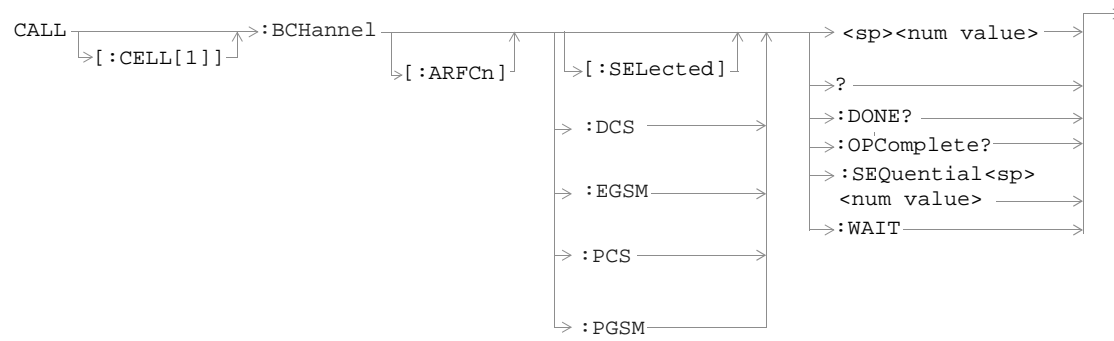 CALL
[:CELL[1]]
:BCHannel
[:ARFCn]
[:SELected]
:DCS
:EGSM
:PCS
:PGSM
<sp><num value>
?
:DONE?
:OPComplete?
:SEQuential<sp>
<num value>
:WAIT